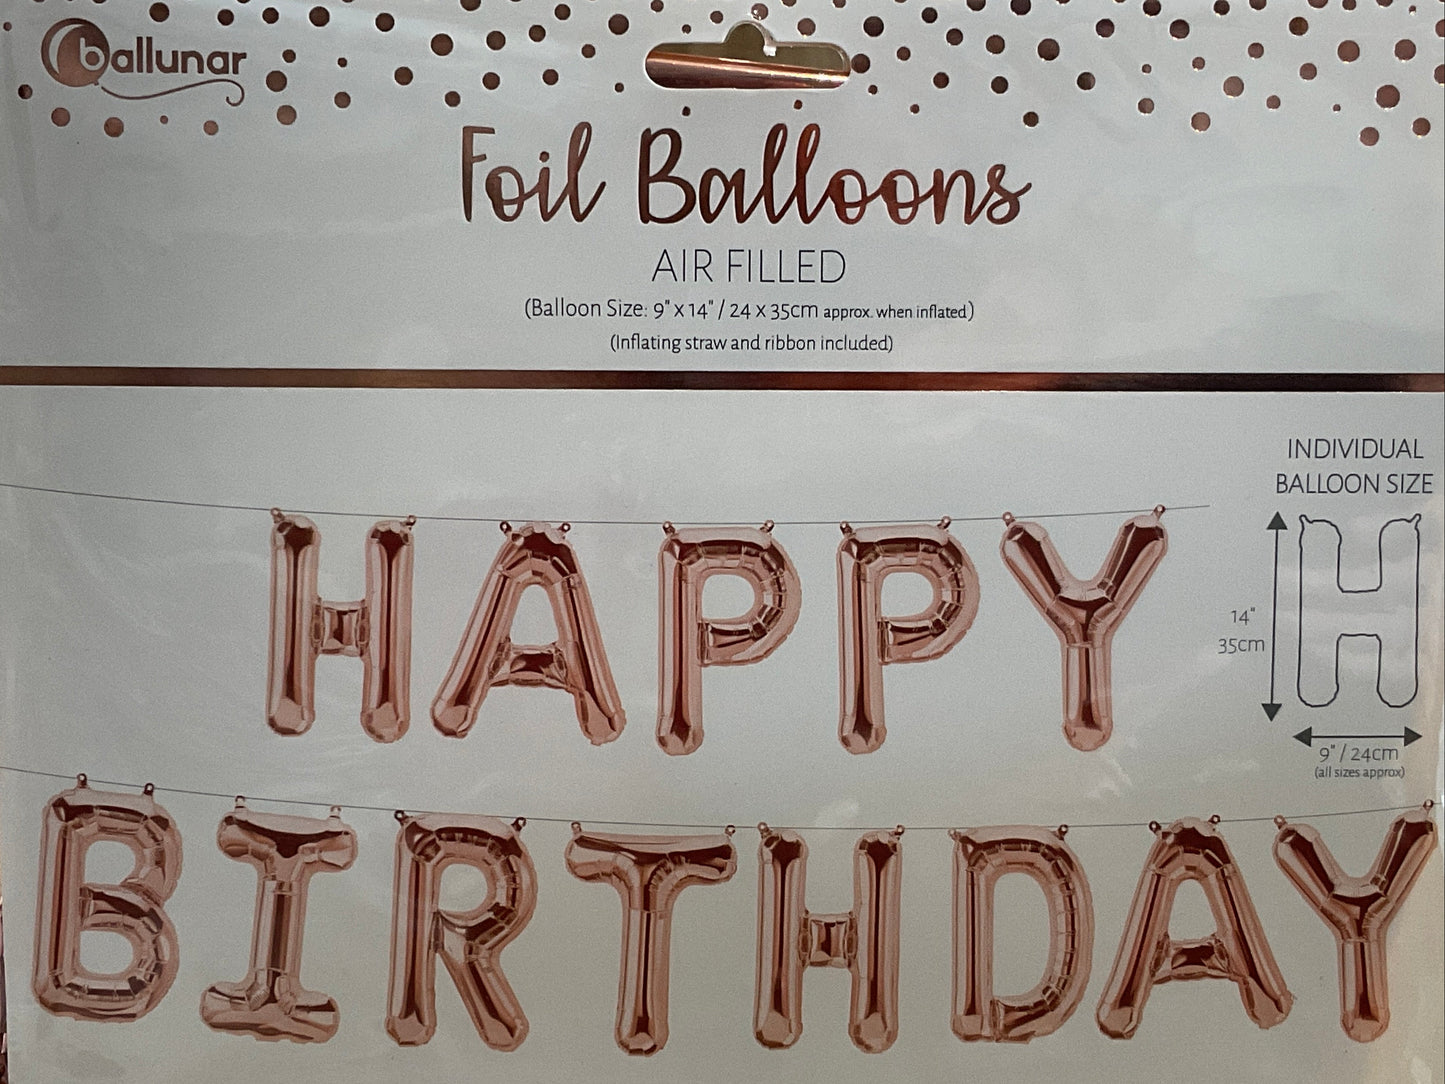 ballunar
Foil Balloons
AIR FILLED
(Balloon Size: 9" x 14" / 24 x 35cm approx. when inflated)
(Inflating straw and ribbon included)
INDIVIDUAL
BALLOON SIZE
14"
35cm
9" / 24cm
(all sizes approx)
HAPPY
BIRTHDAY